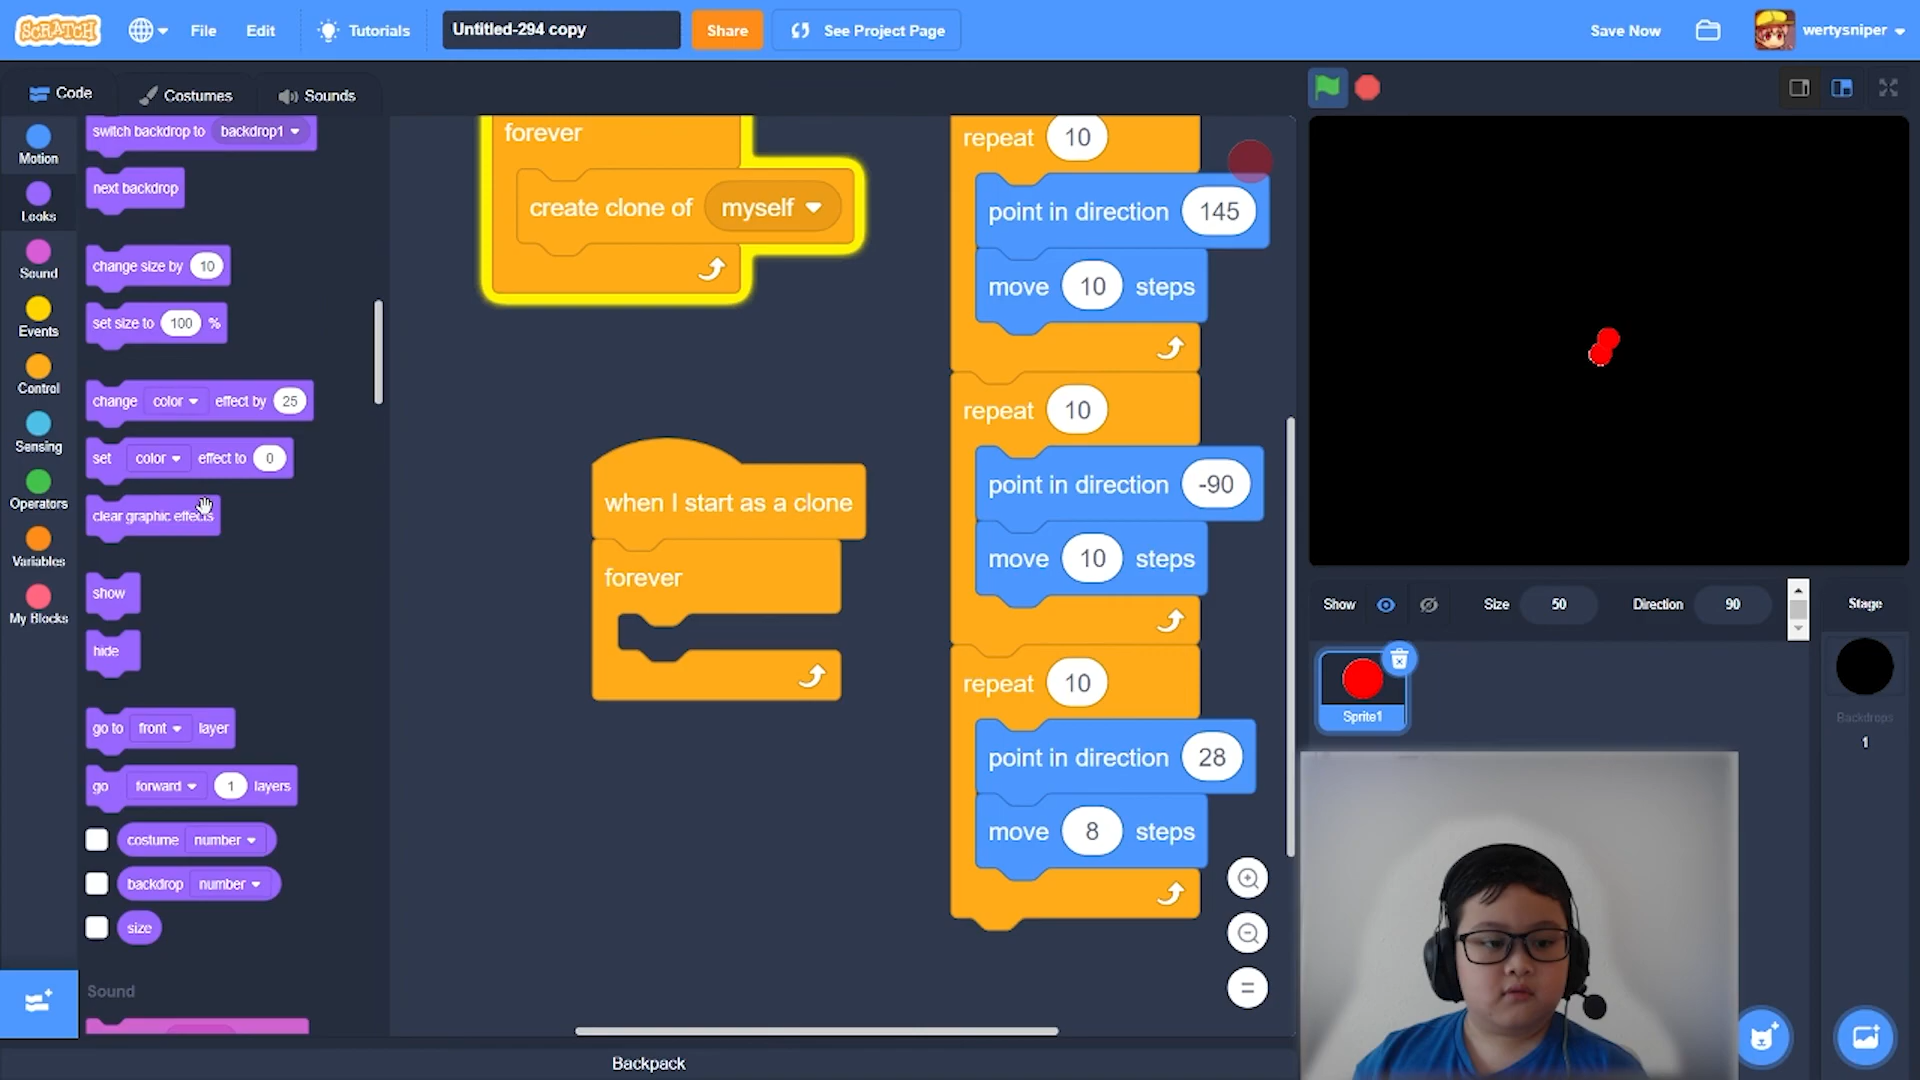 SCRATCH
File
Edit
Tutorials
Untitled-294 copy
Share
See Project Page
Save Now
wertysniper
Code
Costumes
Sounds
Motion
Looks
Sound
Events
Control
Sensing
Operators
Variables
My Blocks
switch backdrop to backdrop1
next backdrop
change size by 10
set size to 100 %
change color effect by 25
set color effect to 0
clear graphic effects
show
hide
go to front layer
go forward 1 layers
costume number
backdrop number
size
Sound
forever
create clone of myself
when I start as a clone
forever
repeat 10
point in direction 145
move 10 steps
repeat 10
point in direction -90
move 10 steps
repeat 10
point in direction 28
move 8 steps
Backpack
Show
Size 50
Direction 90
Sprite1
Stage
Backdrops
1